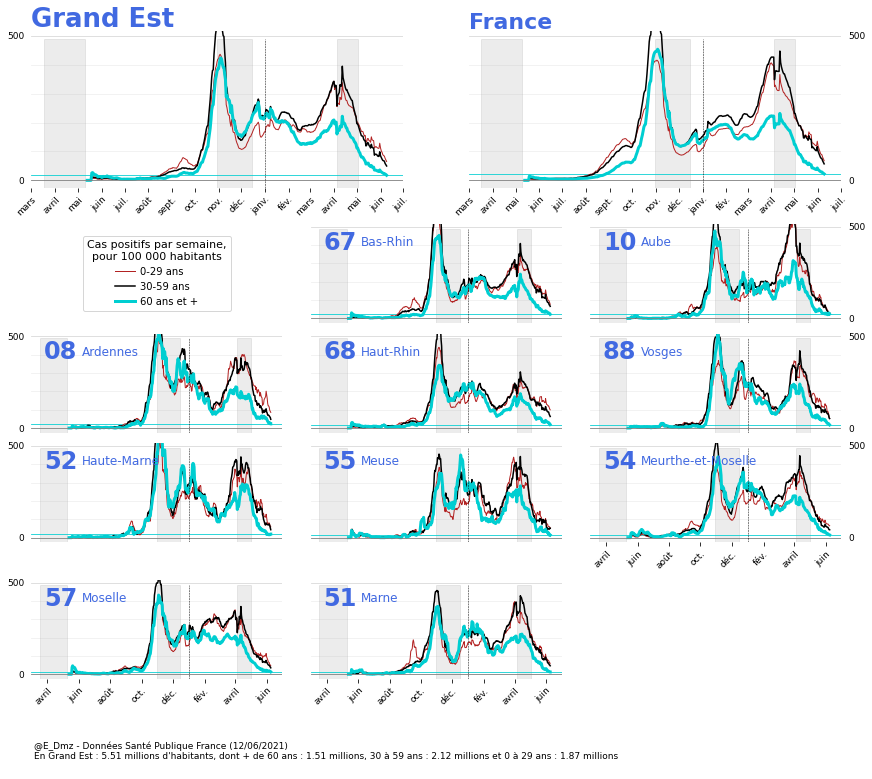 Grand Est
France
500
0
mars avril mai juin juil. août sept. oct. nov. déc. janv. fév. mars avril mai juin juil.
500
0
mars avril mai juin juil. août sept. oct. nov. déc. janv. fév. mars avril mai juin juil.
Cas positifs par semaine,
pour 100 000 habitants
0-29 ans
30-59 ans
60 ans et +
67 Bas-Rhin
10 Aube
500
0
500
0
08 Ardennes
68 Haut-Rhin
88 Vosges
500
0
500
0
52 Haute-Marne
55 Meuse
54 Meurthe-et-Moselle
500
0
avril juin août oct. déc. fév. avril juin
500
0
57 Moselle
51 Marne
avril juin août oct. déc. fév. avril juin
avril juin août oct. déc. fév. avril juin
@E_Dmz - Données Santé Publique France (12/06/2021)
En Grand Est : 5.51 millions d'habitants, dont + de 60 ans : 1.51 millions, 30 à 59 ans : 2.12 millions et 0 à 29 ans : 1.87 millions